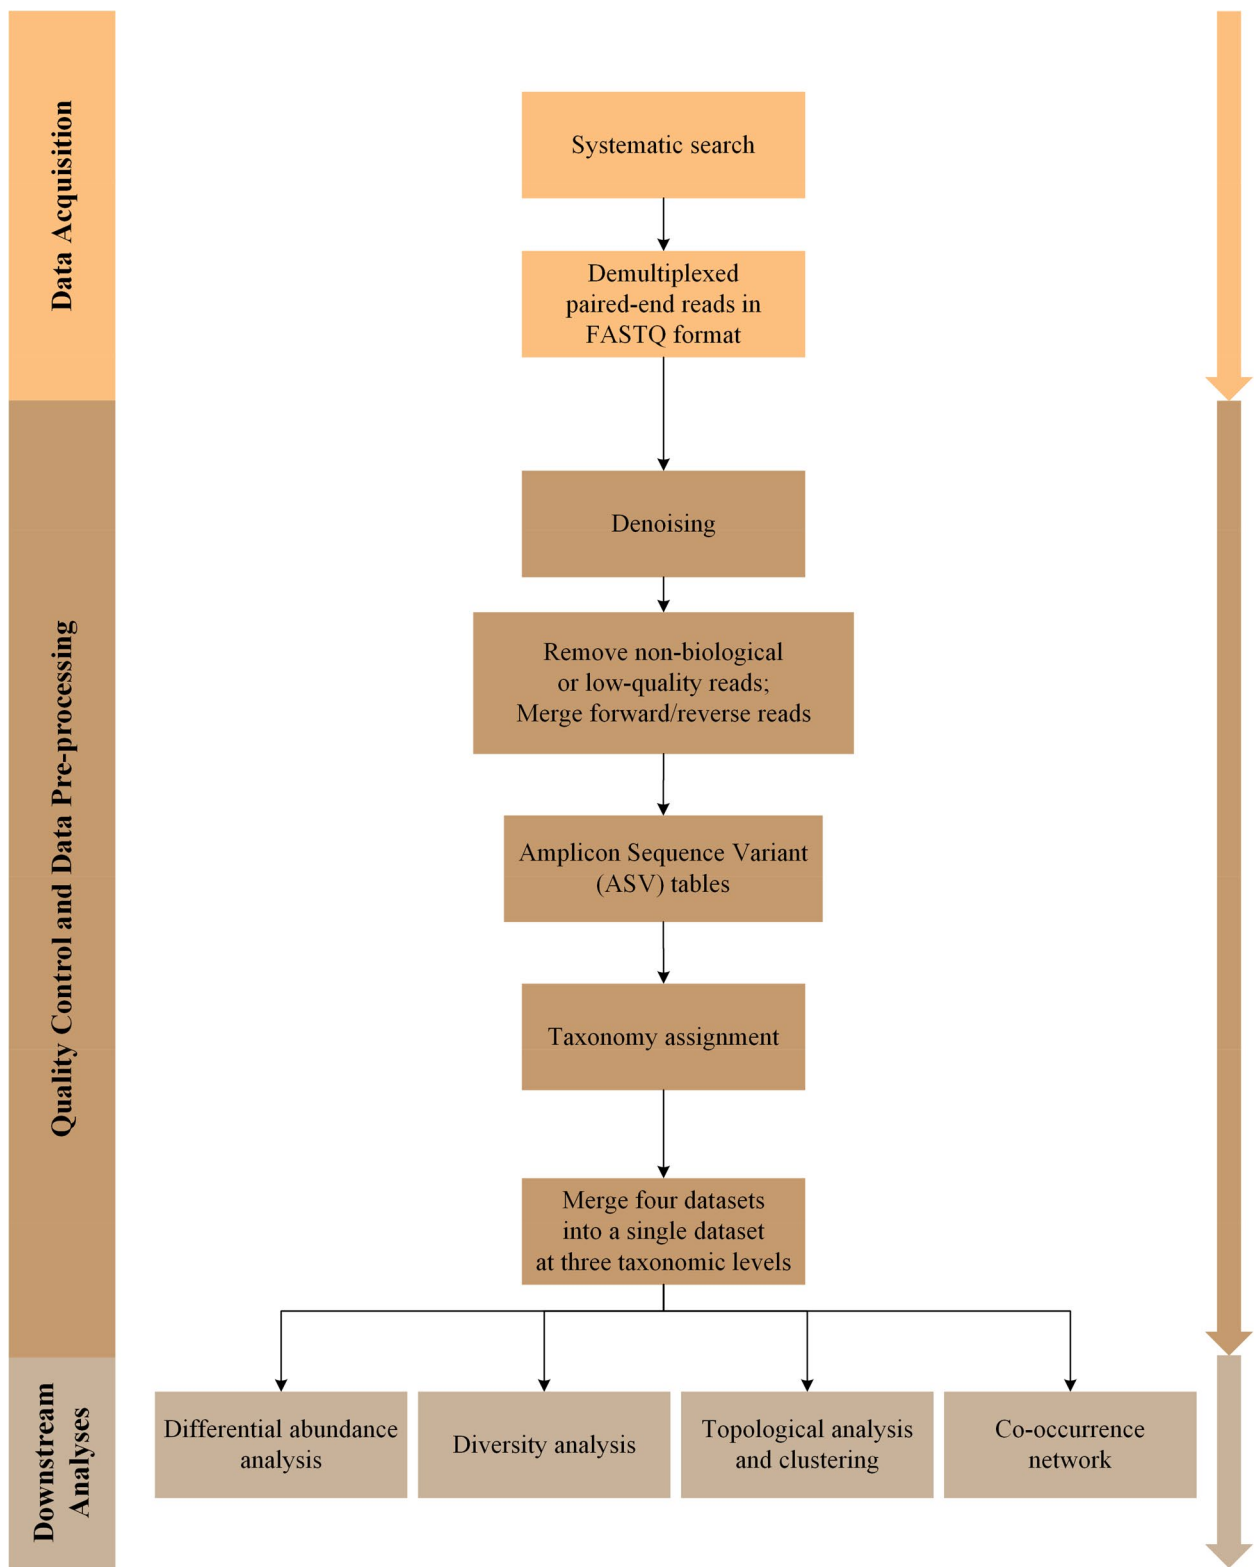 Data Acquisition
Systematic search
Demultiplexed
paired-end reads in
FASTQ format
Quality Control and Data Pre-processing
Denoising
Remove non-biological
or low-quality reads;
Merge forward/reverse reads
Amplicon Sequence Variant
(ASV) tables
Taxonomy assignment
Merge four datasets
into a single dataset
at three taxonomic levels
Downstream
Analyses
Differential abundance
analysis
Diversity analysis
Topological analysis
and clustering
Co-occurrence
network